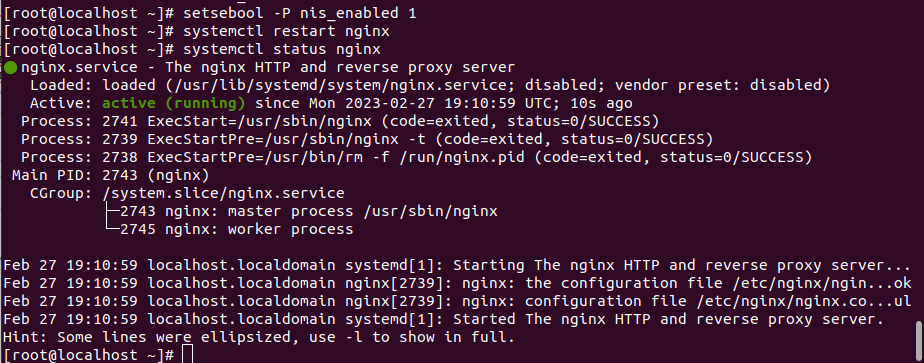 [root@localhost ~]# setsebool -P nis_enabled 1
[root@localhost ~]# systemctl restart nginx
[root@localhost ~]# systemctl status nginx
● nginx.service - The nginx HTTP and reverse proxy server
   Loaded: loaded (/usr/lib/systemd/system/nginx.service; disabled; vendor preset: disabled)
   Active: active (running) since Mon 2023-02-27 19:10:59 UTC; 10s ago
  Process: 2741 ExecStart=/usr/sbin/nginx (code=exited, status=0/SUCCESS)
  Process: 2739 ExecStartPre=/usr/sbin/nginx -t (code=exited, status=0/SUCCESS)
  Process: 2738 ExecStartPre=/usr/bin/rm -f /run/nginx.pid (code=exited, status=0/SUCCESS)
 Main PID: 2743 (nginx)
   CGroup: /system.slice/nginx.service
           ├─2743 nginx: master process /usr/sbin/nginx
           └─2745 nginx: worker process

Feb 27 19:10:59 localhost.localdomain systemd[1]: Starting The nginx HTTP and reverse proxy server...
Feb 27 19:10:59 localhost.localdomain nginx[2739]: nginx: the configuration file /etc/nginx/ngin...ok
Feb 27 19:10:59 localhost.localdomain nginx[2739]: nginx: configuration file /etc/nginx/nginx.co...ul
Feb 27 19:10:59 localhost.localdomain systemd[1]: Started The nginx HTTP and reverse proxy server.
Hint: Some lines were ellipsized, use -l to show in full.
[root@localhost ~]#